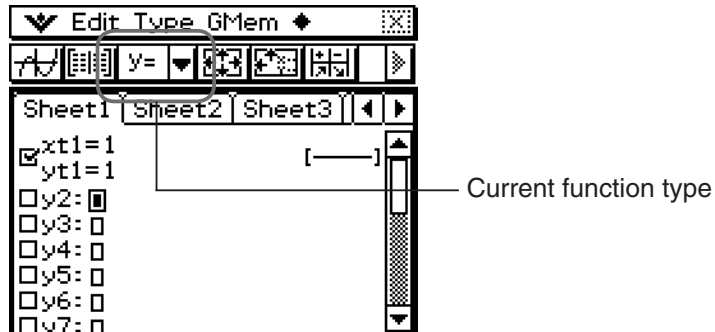 Edit Type GMem
y=
Sheet1 Sheet2 Sheet3
xt1=1
yt1=1
y2:
y3:
y4:
y5:
y6:
y7:
Current function type